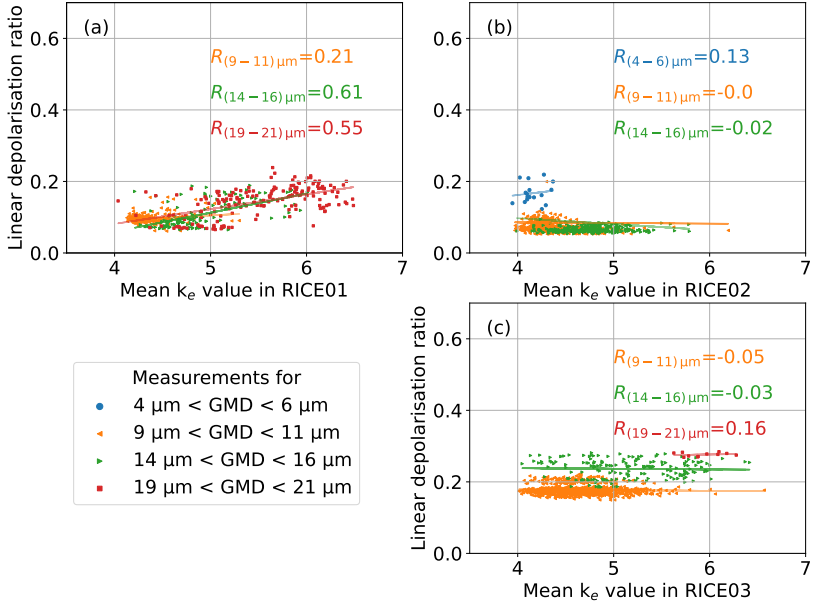 (a)
R(9−11) µm=0.21
R(14−16) µm=0.61
R(19−21) µm=0.55
Linear depolarisation ratio
0.6
0.4
0.2
0.0
4 5 6 7
Mean ke value in RICE01
(b)
R(4−6) µm=0.13
R(9−11) µm=-0.0
R(14−16) µm=-0.02
0.6
0.4
0.2
0.0
4 5 6 7
Mean ke value in RICE02
Measurements for
4 µm < GMD < 6 µm
9 µm < GMD < 11 µm
14 µm < GMD < 16 µm
19 µm < GMD < 21 µm
(c)
R(9−11) µm=-0.05
R(14−16) µm=-0.03
R(19−21) µm=0.16
Linear depolarisation ratio
0.6
0.4
0.2
0.0
4 5 6 7
Mean ke value in RICE03